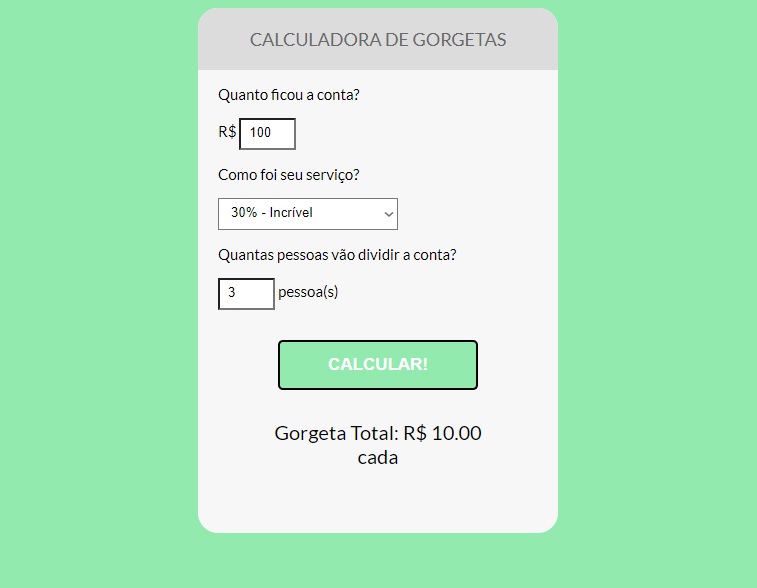 CALCULADORA DE GORGETAS
Quanto ficou a conta?
R$ 100
Como foi seu serviço?
30% - Incrível
Quantas pessoas vão dividir a conta?
3 pessoa(s)
CALCULAR!
Gorgeta Total: R$ 10.00
cada